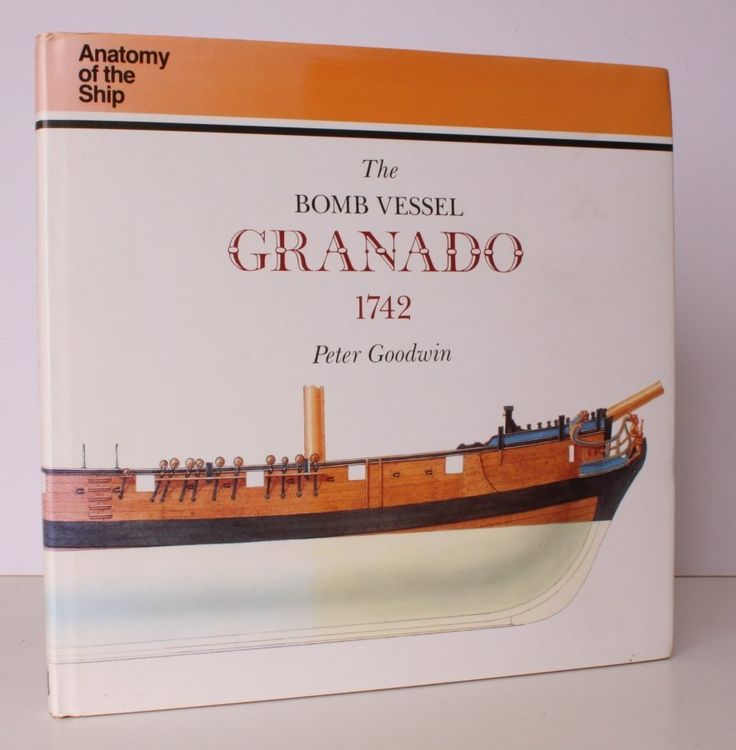 Anatomy
of the
Ship
The
BOMB VESSEL
GRANADO
1742
Peter Goodwin